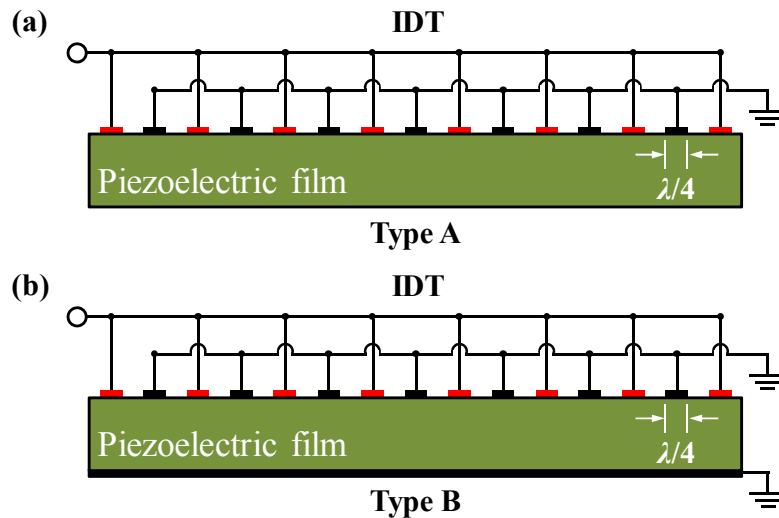 (a)
IDT
Piezoelectric film
λ/4
Type A
(b)
IDT
Piezoelectric film
λ/4
Type B